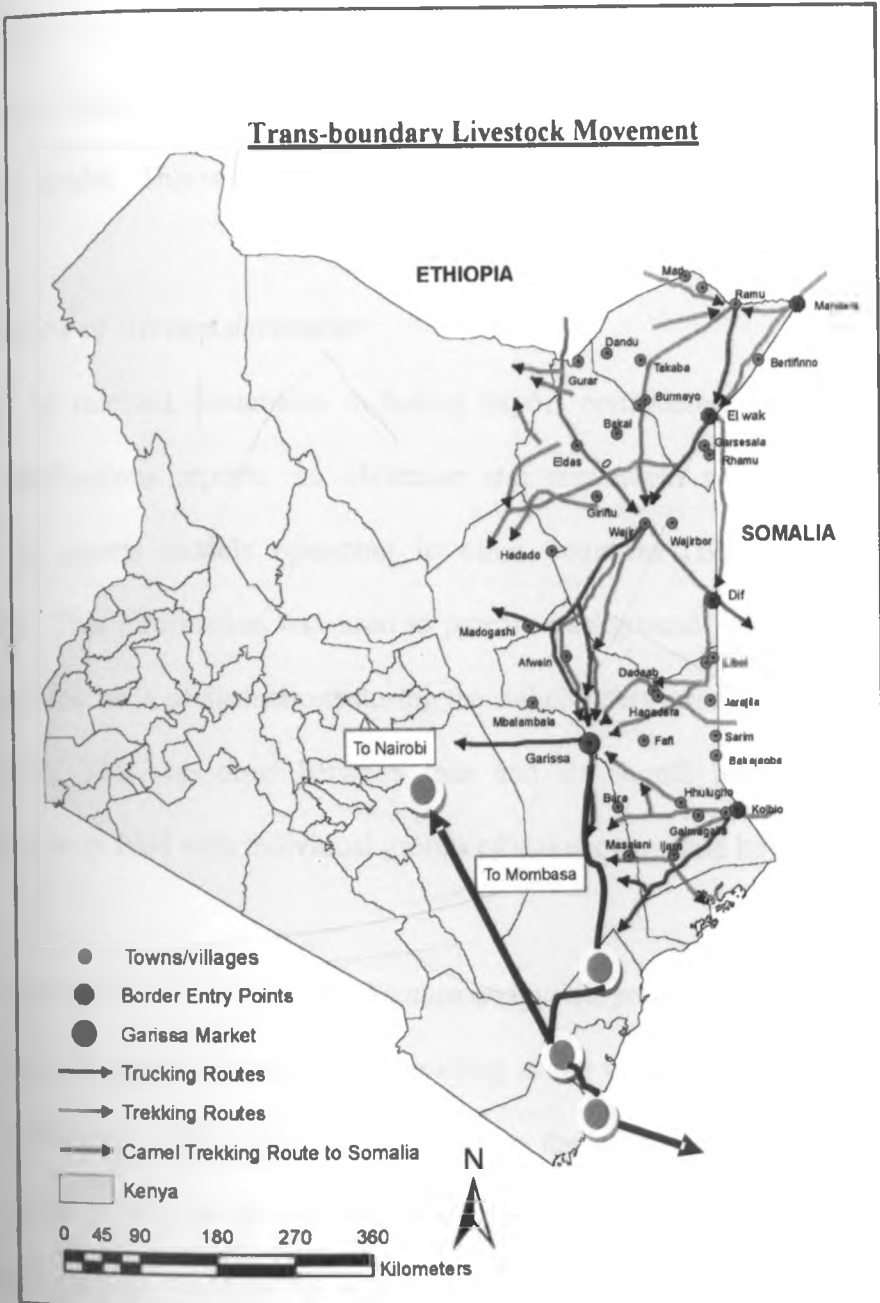 Trans-boundary Livestock Movement
ETHIOPIA
Ramu
Dandu
Takaba
Bertifinno
Gurar
Burmayo
El wak
Bakal
Garsesala
Eldas
Rhamu
Giriftu
Wajir
Wajirbor
SOMALIA
Hadado
Dif
Madogashi
Afwein
Liboi
Dadaab
Hagadera
Jarajila
Mbalambala
To Nairobi
Garissa
Fafi
Sarim
Hhulugho
Bura
Kolbio
Galmagalla
Masalani
Ijara
To Mombasa
Towns/villages
Border Entry Points
Garissa Market
Trucking Routes
Trekking Routes
Camel Trekking Route to Somalia
Kenya
N
0 45 90 180 270 360
Kilometers